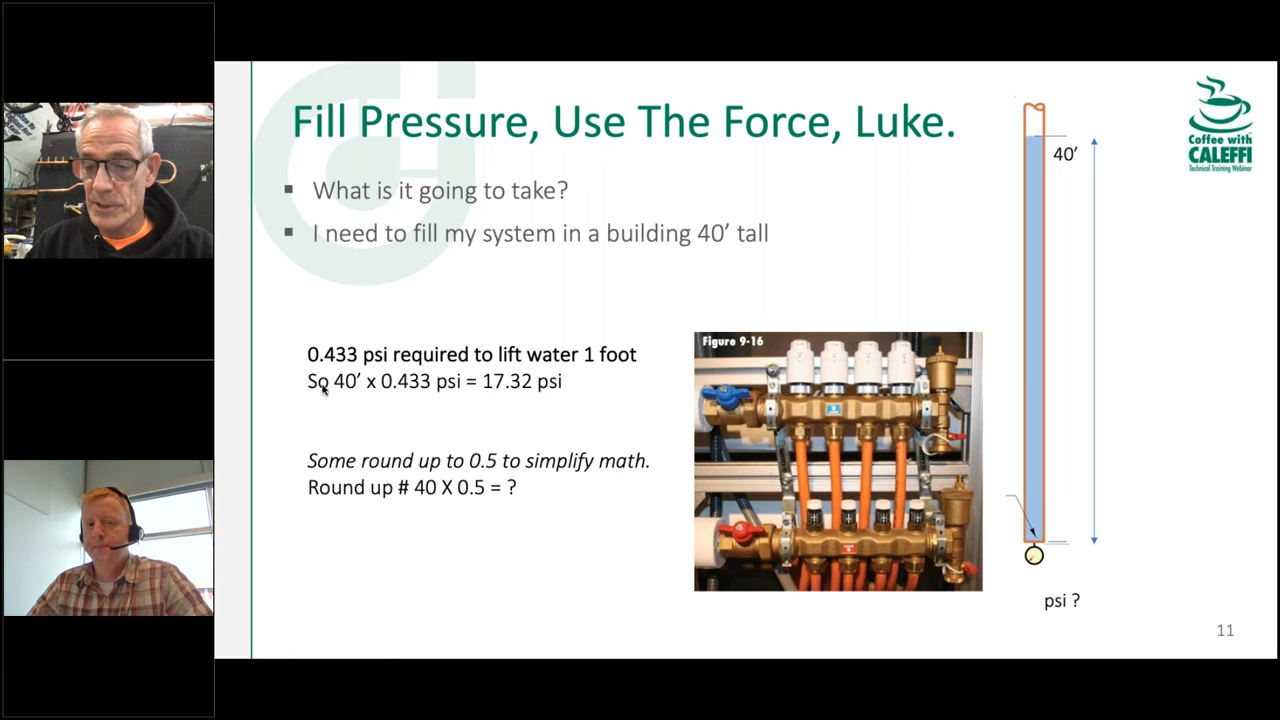 Fill Pressure, Use The Force, Luke.
What is it going to take?
I need to fill my system in a building 40’ tall
0.433 psi required to lift water 1 foot
So 40’ x 0.433 psi = 17.32 psi
Some round up to 0.5 to simplify math.
Round up # 40 X 0.5 = ?
Figure 9-16
40’
psi ?
Coffee with
CALEFFI
Technical Training Webinar
11